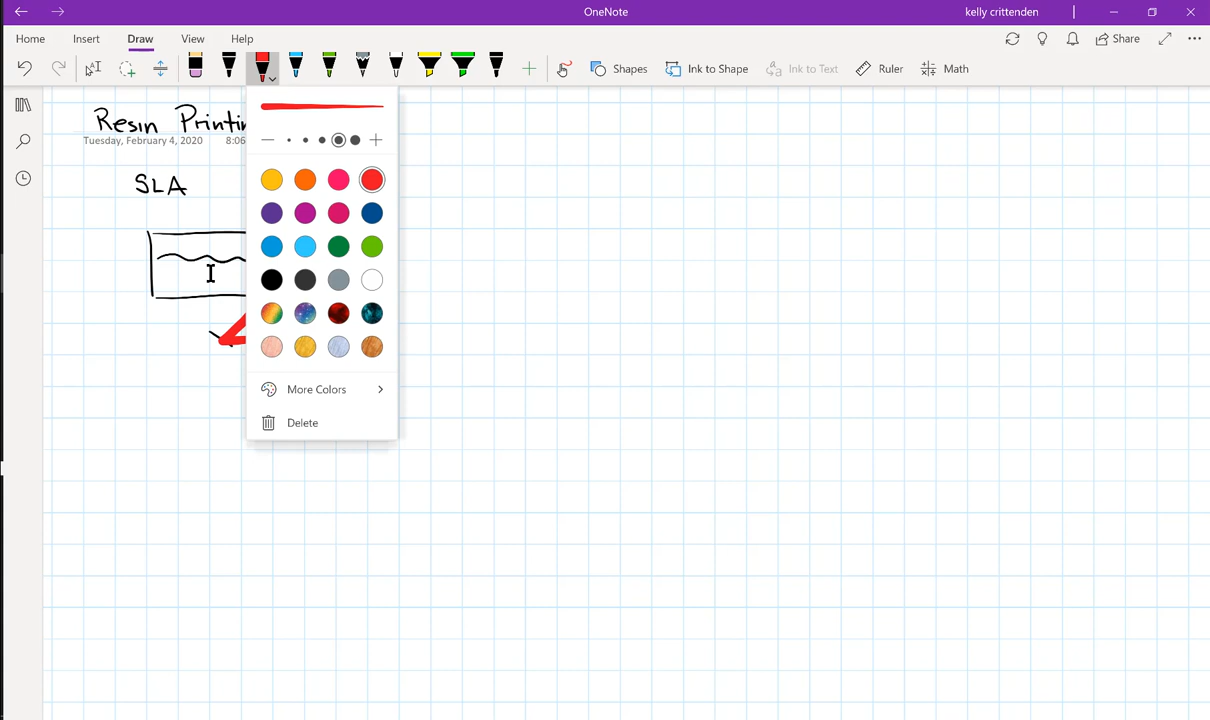 OneNote
kelly crittenden
Home Insert Draw View Help
Share
Shapes Ink to Shape Ink to Text Ruler Math
Resin
Tuesday, February 4, 2020 8:06
SLA
More Colors
Delete